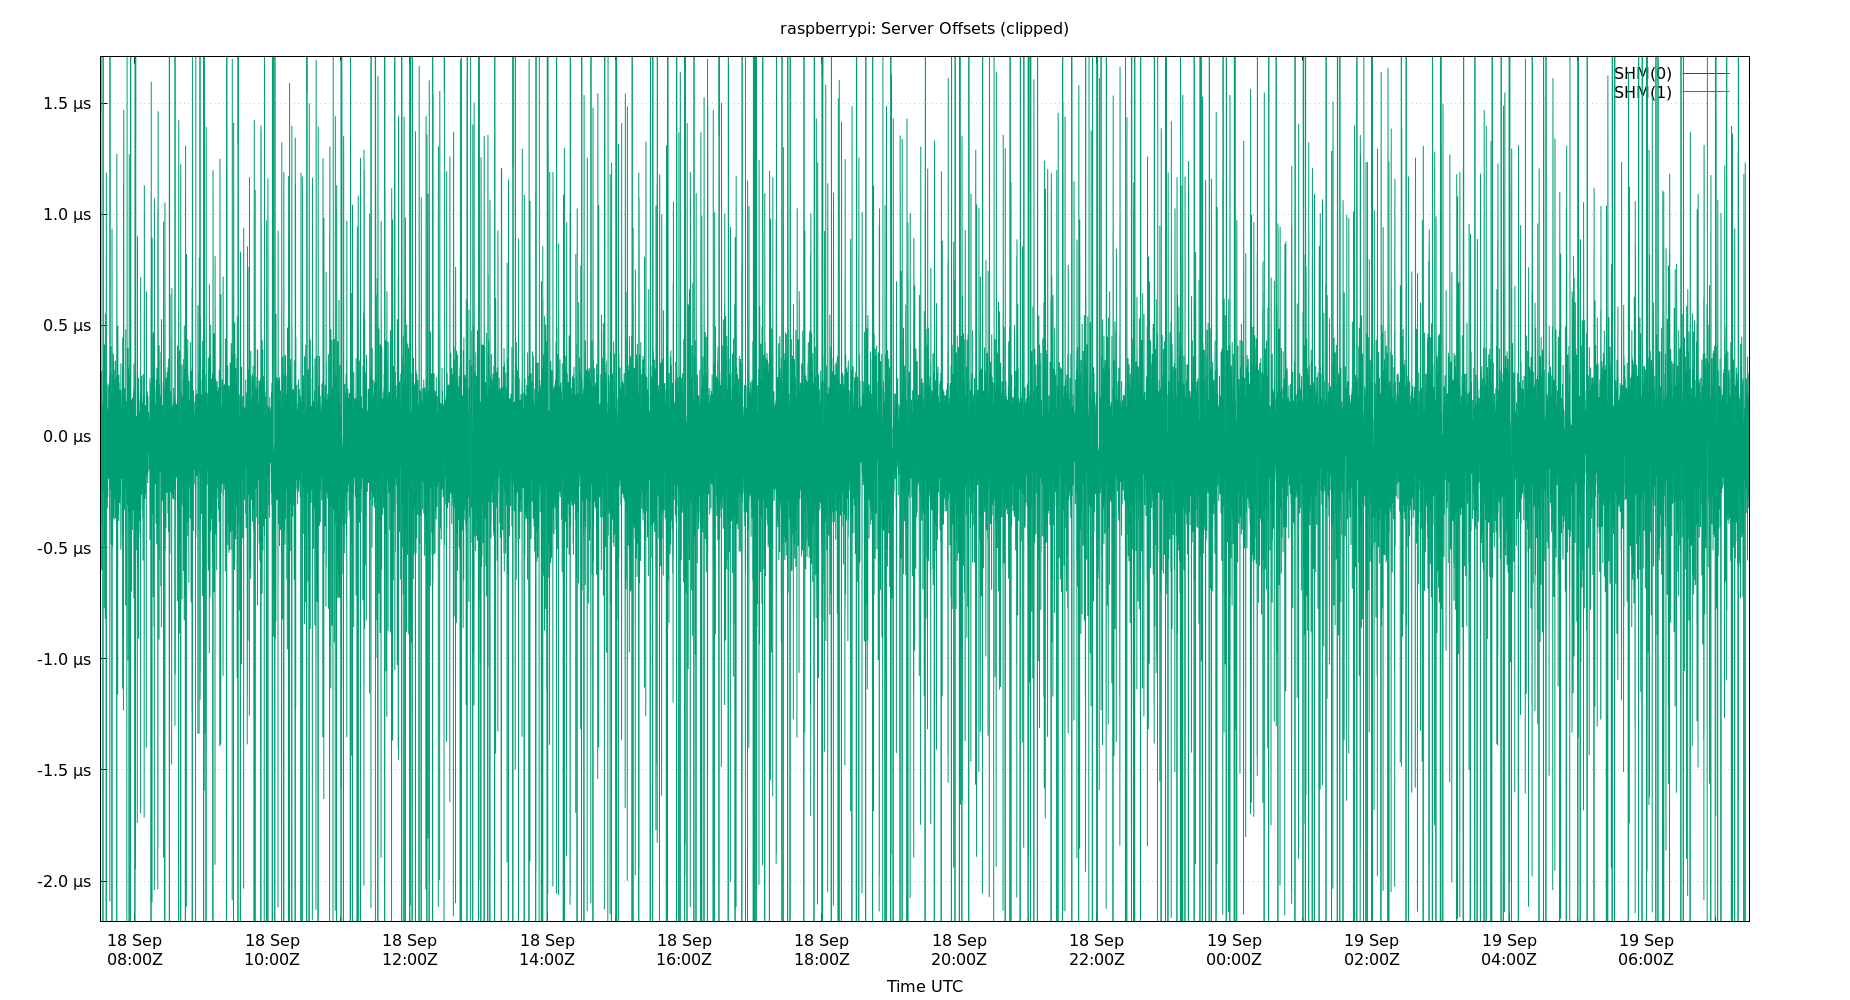 raspberrypi: Server Offsets (clipped)
SHM(0)
SHM(1)
1.5 µs
1.0 µs
0.5 µs
0.0 µs
-0.5 µs
-1.0 µs
-1.5 µs
-2.0 µs
18 Sep 18 Sep 18 Sep 18 Sep 18 Sep 18 Sep 18 Sep 18 Sep 19 Sep 19 Sep 19 Sep 19 Sep
08:00Z 10:00Z 12:00Z 14:00Z 16:00Z 18:00Z 20:00Z 22:00Z 00:00Z 02:00Z 04:00Z 06:00Z
Time UTC